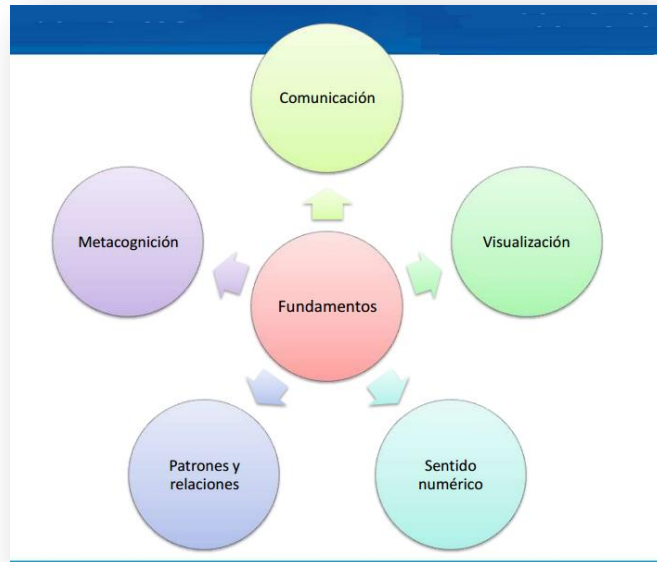 Comunicación
Metacognición
Visualización
Fundamentos
Patrones y
relaciones
Sentido
numérico